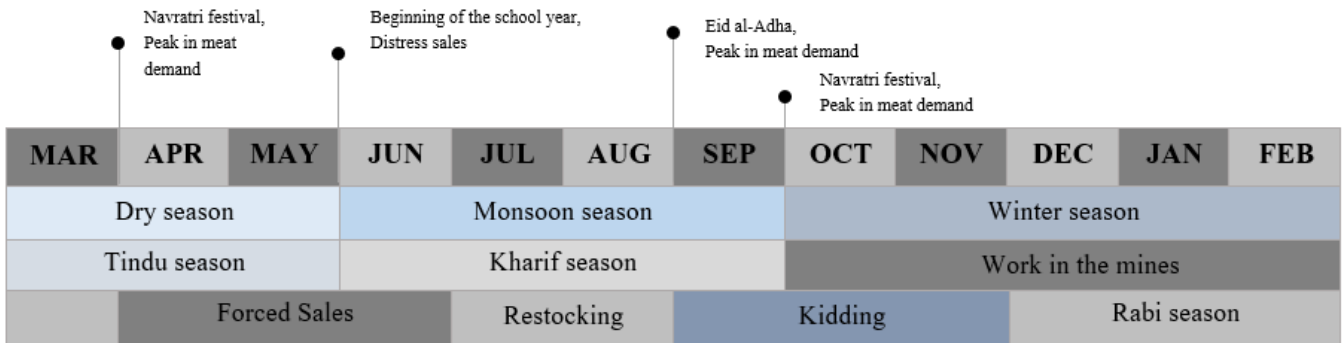 Navratri festival,
Peak in meat
demand
Beginning of the school year,
Distress sales
Eid al-Adha,
Peak in meat demand
Navratri festival,
Peak in meat demand
MAR APR MAY JUN JUL AUG SEP OCT NOV DEC JAN FEB
Dry season Monsoon season Winter season
Tindu season Kharif season Work in the mines
Forced Sales Restocking Kidding Rabi season